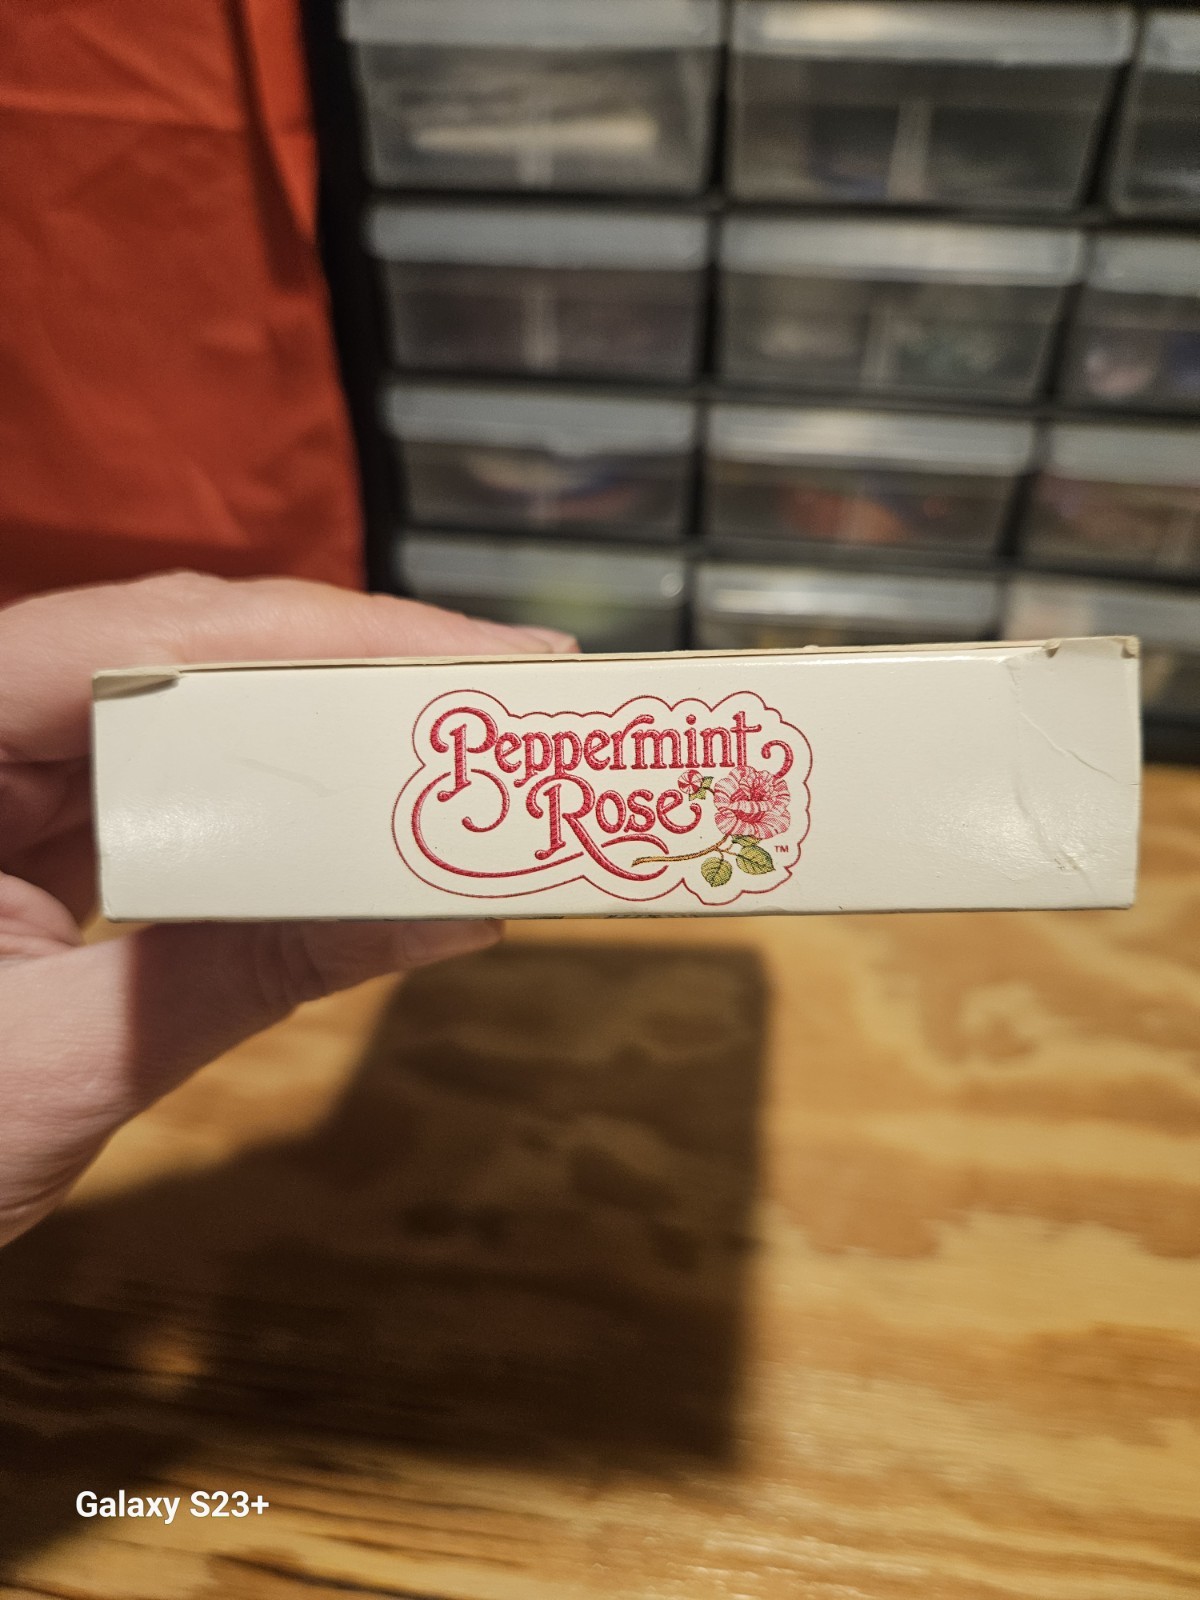 Peppermint
Rose
TM
Galaxy S23+